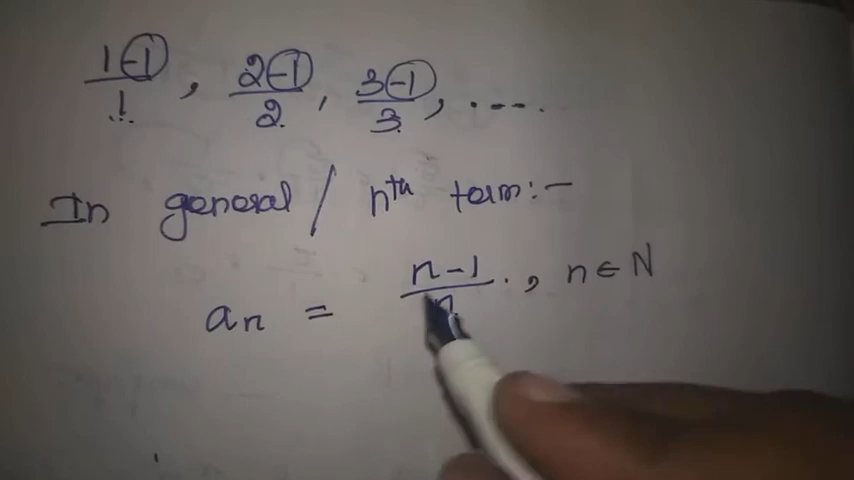 1-1/1, 2-1/2, 3-1/3, ....
In general / nth term:-
an = n-1/n., n∈N